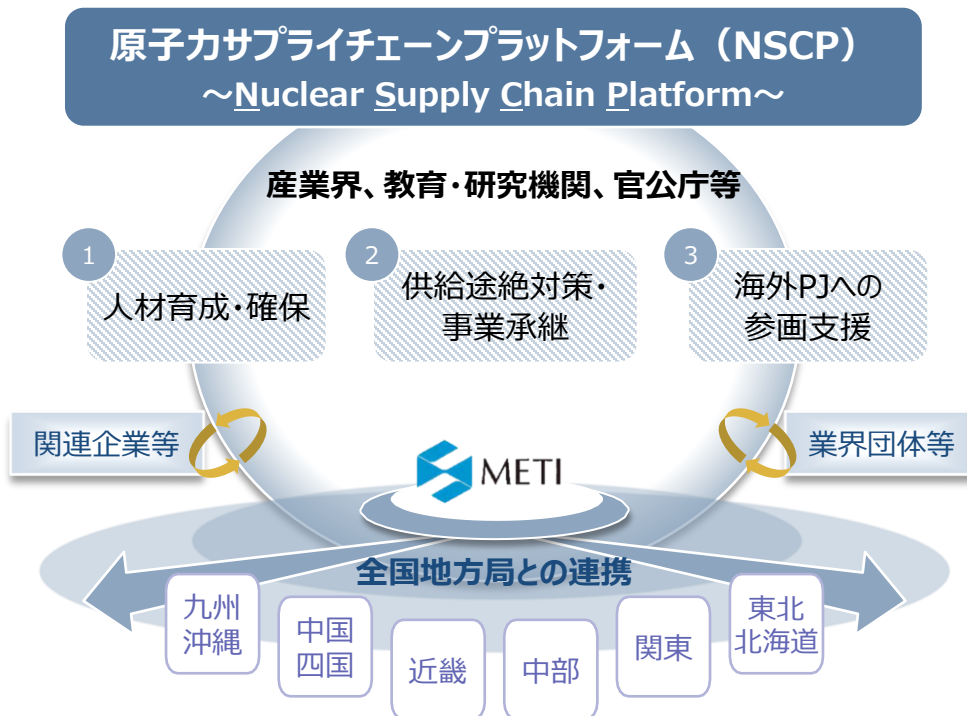 原子力サプライチェーンプラットフォーム（NSCP）
～Nuclear Supply Chain Platform～
産業界、教育・研究機関、官公庁等
1
人材育成・確保
2
供給途絶対策・
事業承継
3
海外PJへの
参画支援
関連企業等
業界団体等
METI
全国地方局との連携
九州
沖縄
中国
四国
近畿
中部
関東
東北
北海道